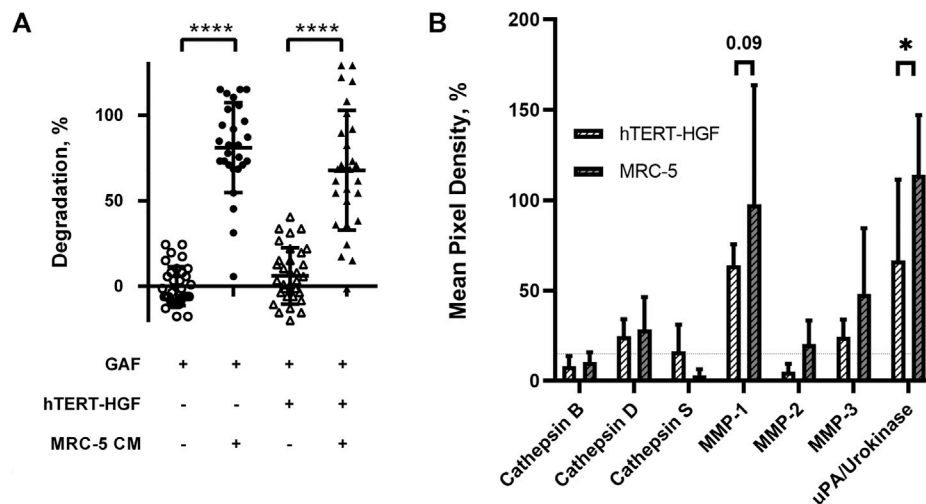 A
**** ****
Degradation, %
100
50
0
GAF + + + +
hTERT-HGF - - + +
MRC-5 CM - + - +
B
Mean Pixel Density, %
200
150
100
50
0
0.09
*
hTERT-HGF
MRC-5
Cathepsin B
Cathepsin D
Cathepsin S
MMP-1
MMP-2
MMP-3
uPA/Urokinase